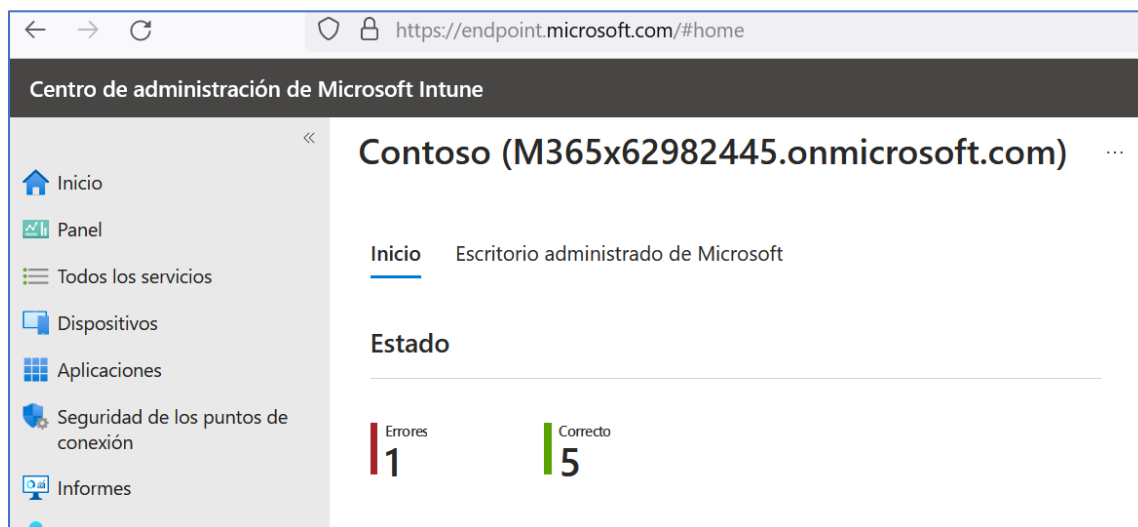 https://endpoint.microsoft.com/#home
Centro de administración de Microsoft Intune
Contoso (M365x62982445.onmicrosoft.com)
Inicio
Panel
Todos los servicios
Dispositivos
Aplicaciones
Seguridad de los puntos de
conexión
Informes
Inicio Escritorio administrado de Microsoft
Estado
Errores Correcto
1 5